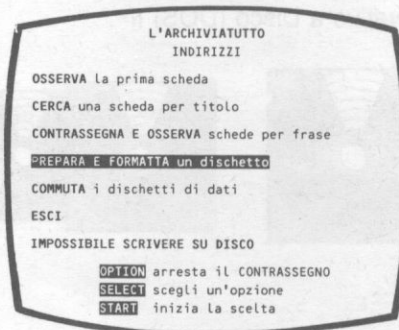 L'ARCHIVIATUTTO
INDIRIZZI
OSSERVA la prima scheda
CERCA una scheda per titolo
CONTRASSEGNA E OSSERVA schede per frase
PREPARA E FORMATTA un dischetto
COMMUTA i dischetti di dati
ESCI
IMPOSSIBILE SCRIVERE SU DISCO
OPTION arresta il CONTRASSEGNO
SELECT scegli un'opzione
START inizia la scelta